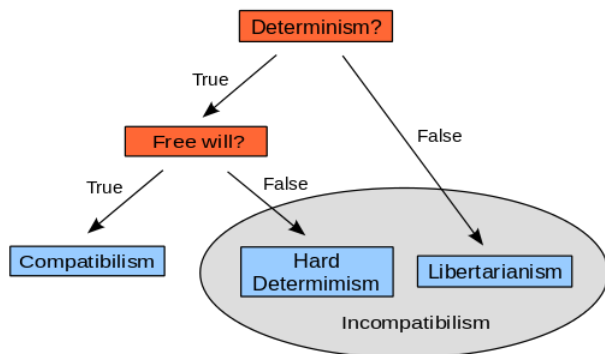 Determinism?
True
False
Free will?
True
False
Compatibilism
Hard
Determimism
Libertarianism
Incompatibilism